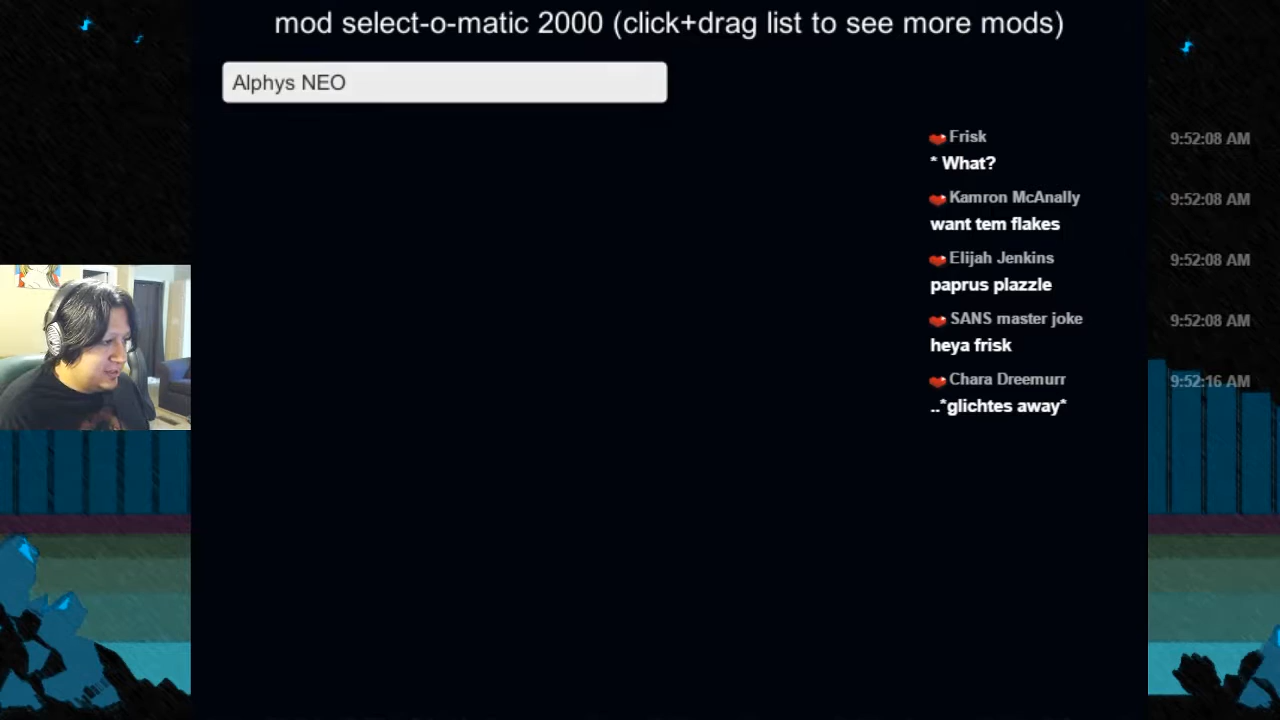 mod select-o-matic 2000 (click+drag list to see more mods)
Alphys NEO
Frisk 9:52:08 AM
* What?
Kamron McAnally 9:52:08 AM
want tem flakes
Elijah Jenkins 9:52:08 AM
paprus plazzle
SANS master joke 9:52:08 AM
heya frisk
Chara Dreemurr 9:52:16 AM
..*glichtes away*